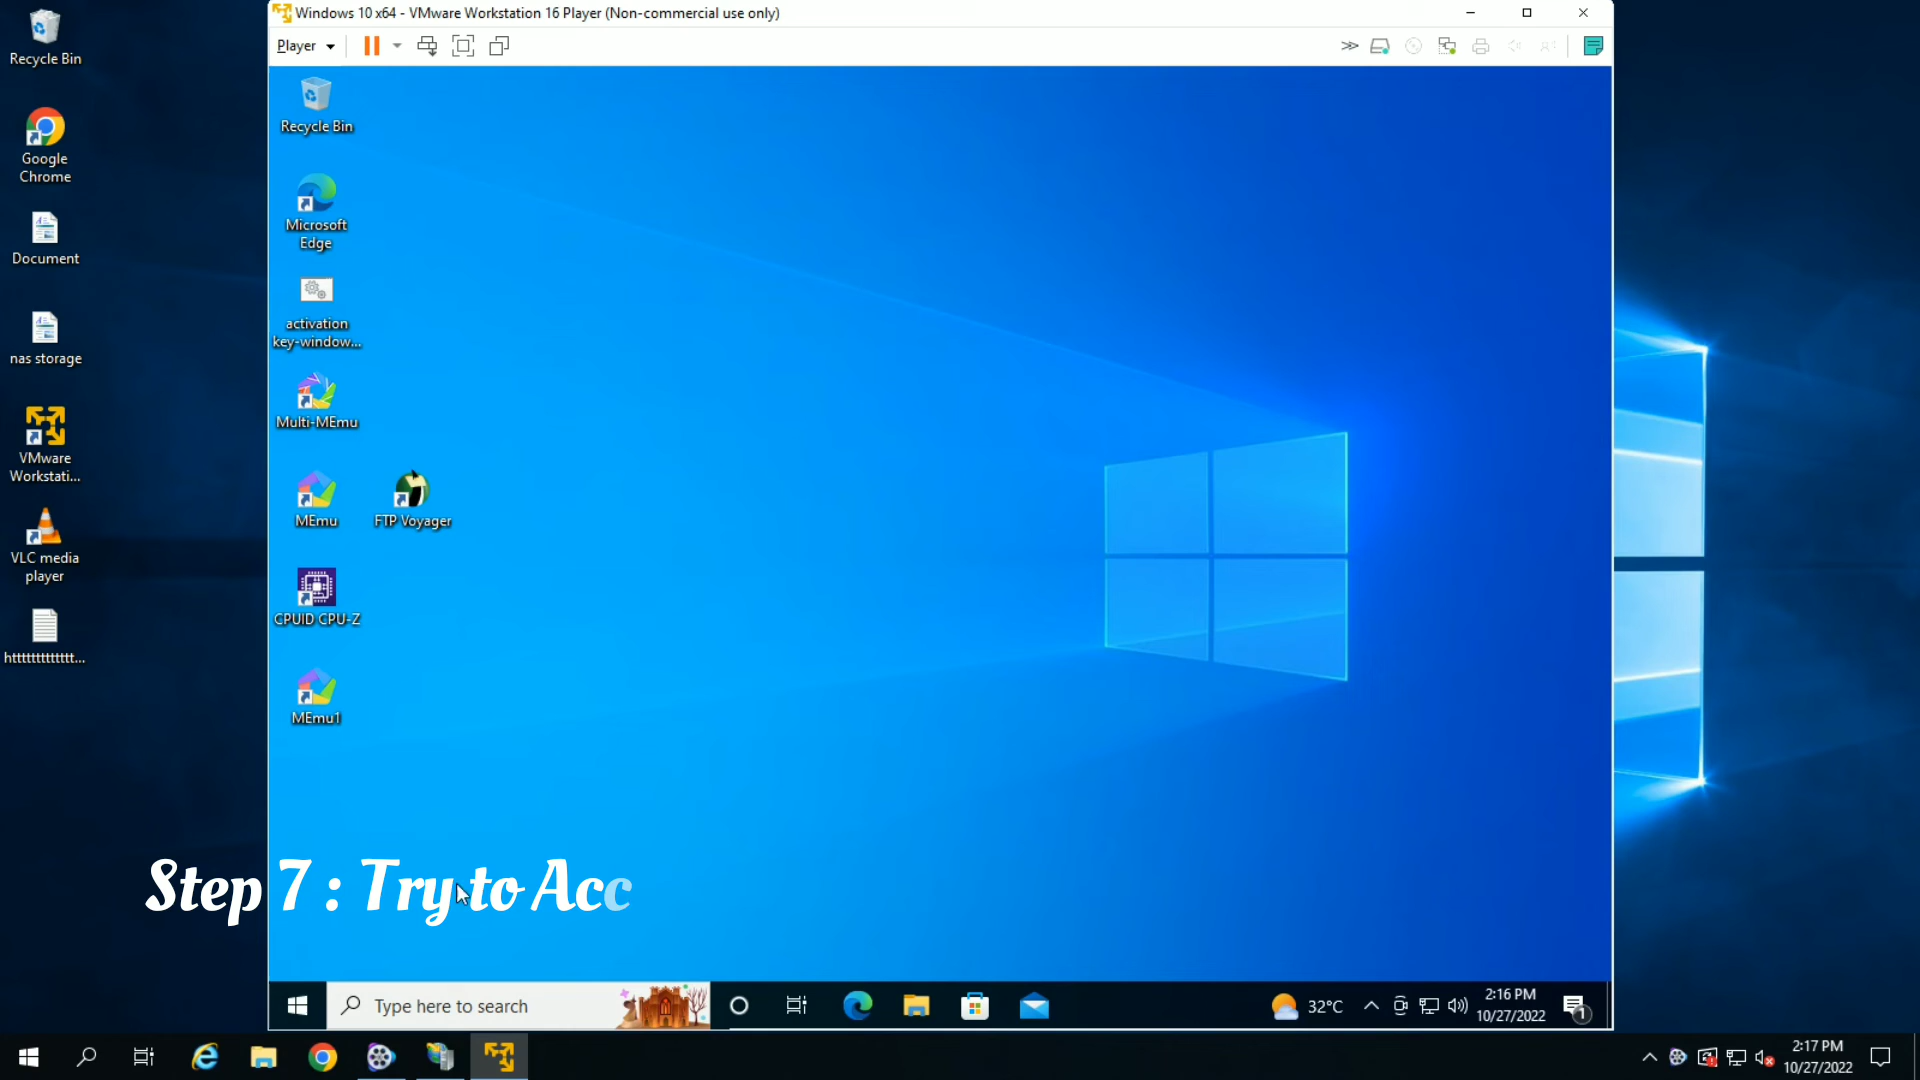 Windows 10 x64 - VMware Workstation 16 Player (Non-commercial use only)
Player
Recycle Bin
Google
Chrome
Document
nas storage
VMware
Workstati...
VLC media
player
httttttttttttttt...
Recycle Bin
Microsoft
Edge
activation
key-window...
Multi-MEmu
MEmu
FTP Voyager
CPUID CPU-Z
MEmu1
Step 7 : Try to Acc
Type here to search
32°C
2:16 PM
10/27/2022
1
2:17 PM
10/27/2022